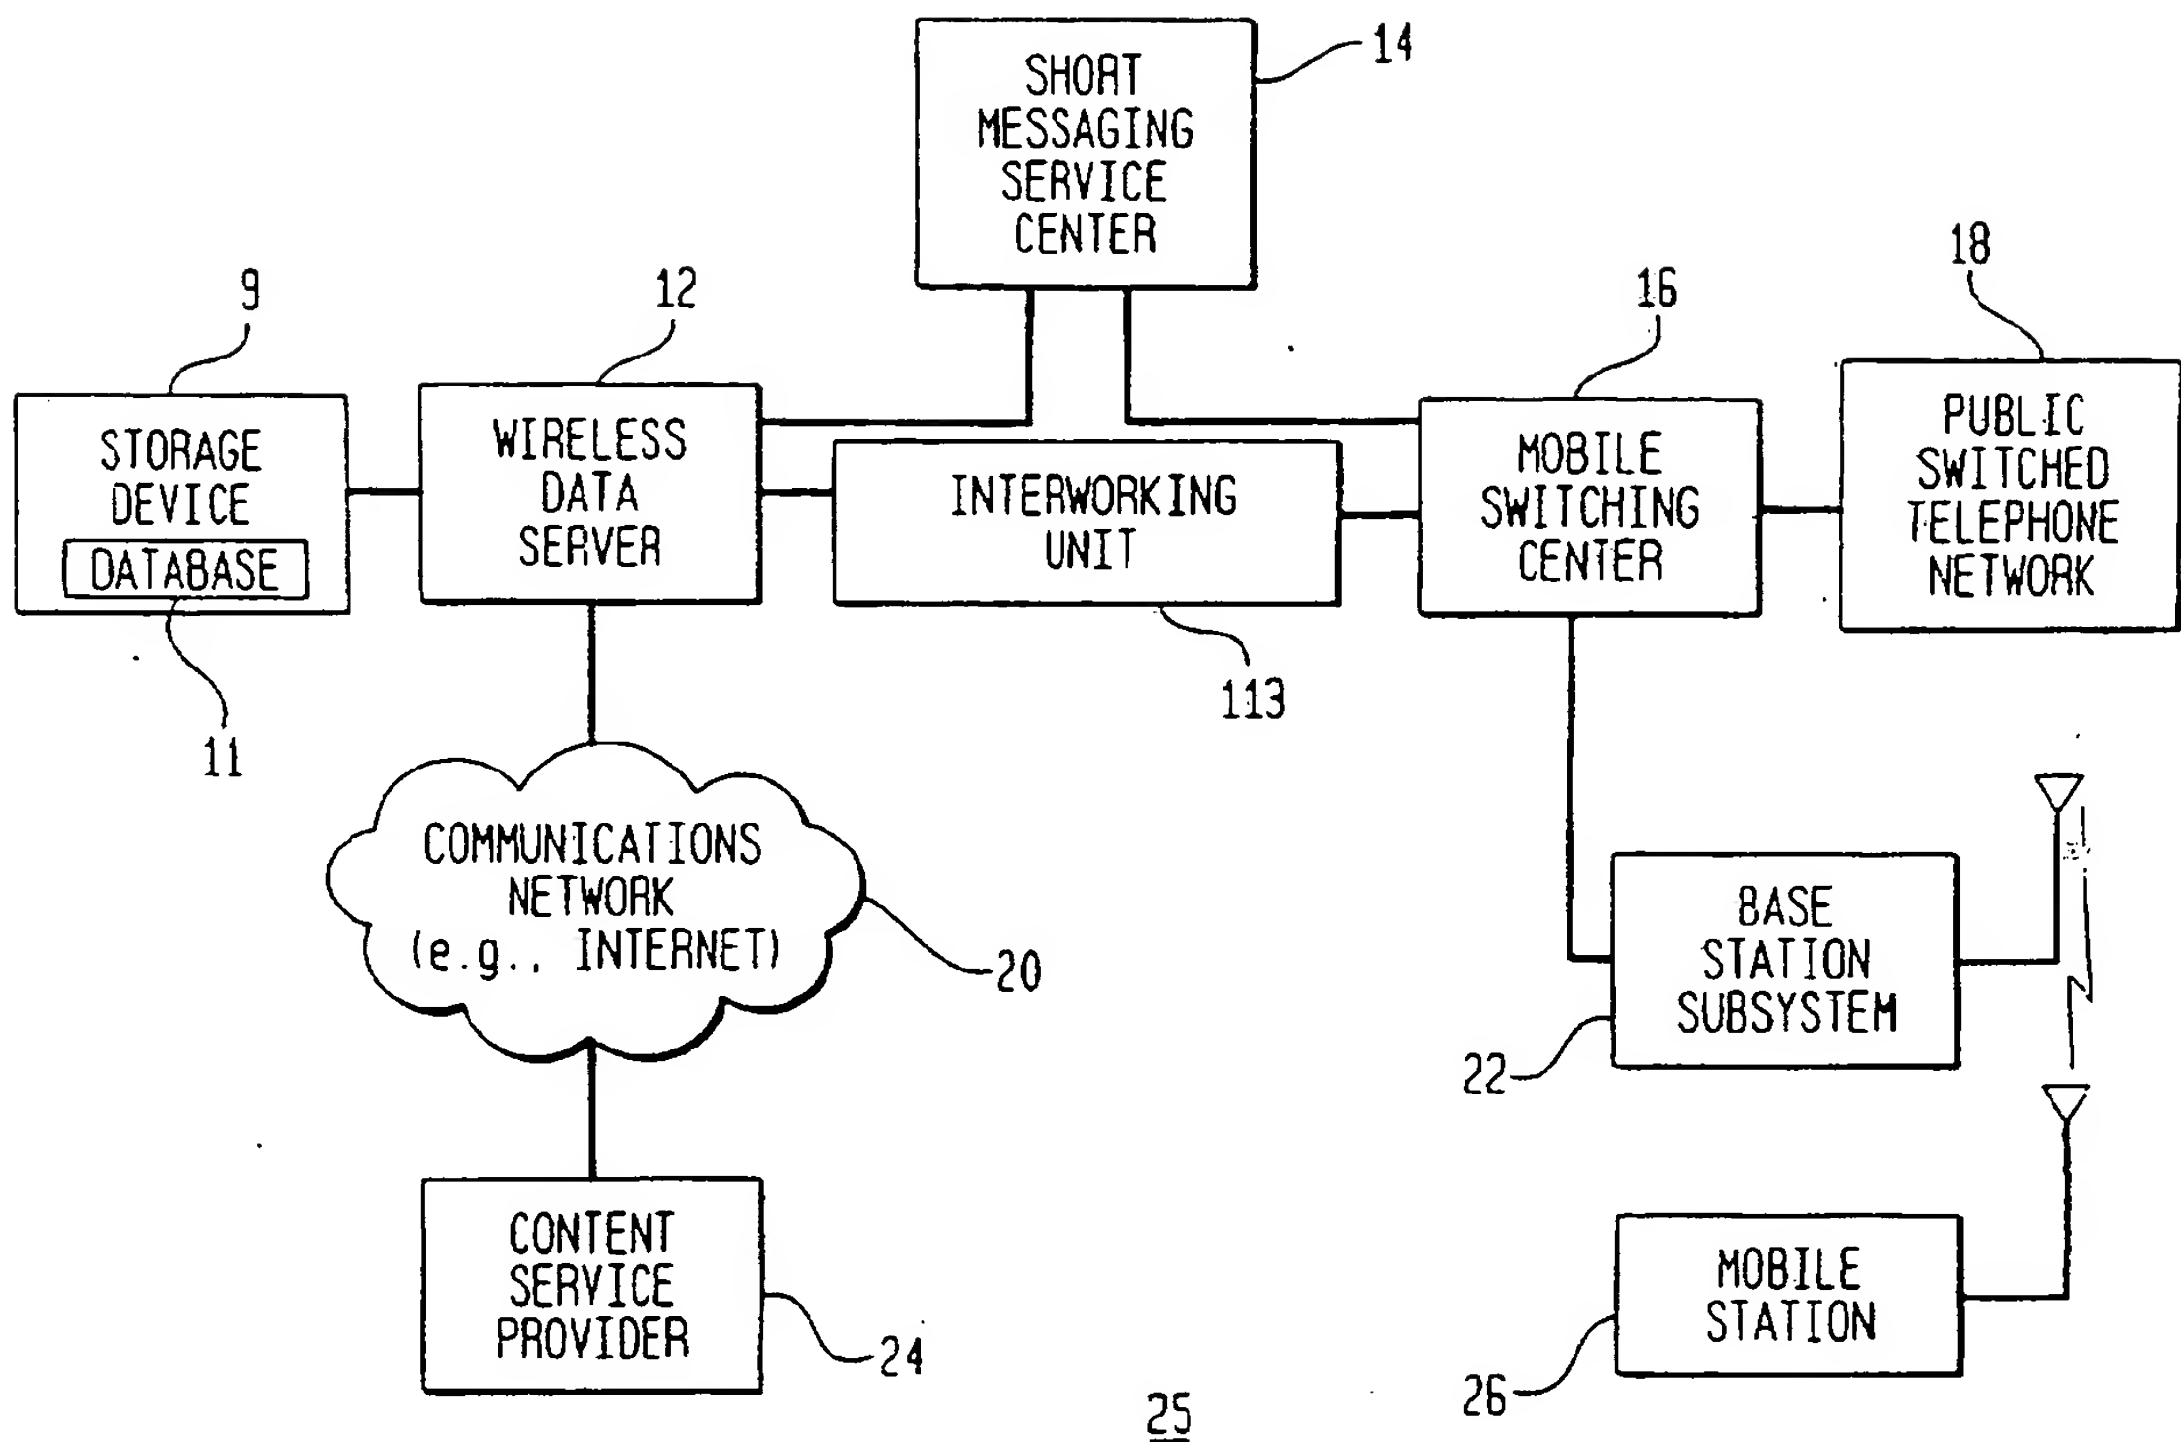 14
SHORT
MESSAGING
SERVICE
CENTER
9
12
16
18
STORAGE
DEVICE
DATABASE
11
WIRELESS
DATA
SERVER
INTERWORKING
UNIT
113
MOBILE
SWITCHING
CENTER
PUBLIC
SWITCHED
TELEPHONE
NETWORK
COMMUNICATIONS
NETWORK
(e.g., INTERNET)
20
BASE
STATION
SUBSYSTEM
22
CONTENT
SERVICE
PROVIDER
24
MOBILE
STATION
26
25